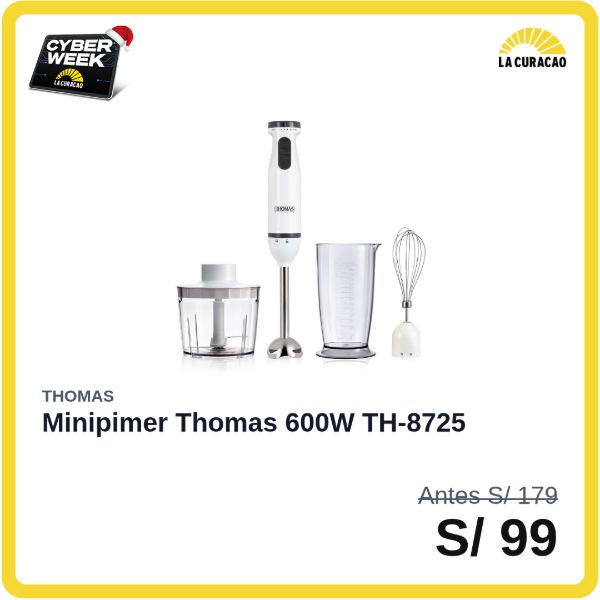 CYBER
WEEK
LA CURACAO
LA CURACAO
THOMAS
THOMAS
Minipimer Thomas 600W TH-8725
Antes S/ 179
S/ 99